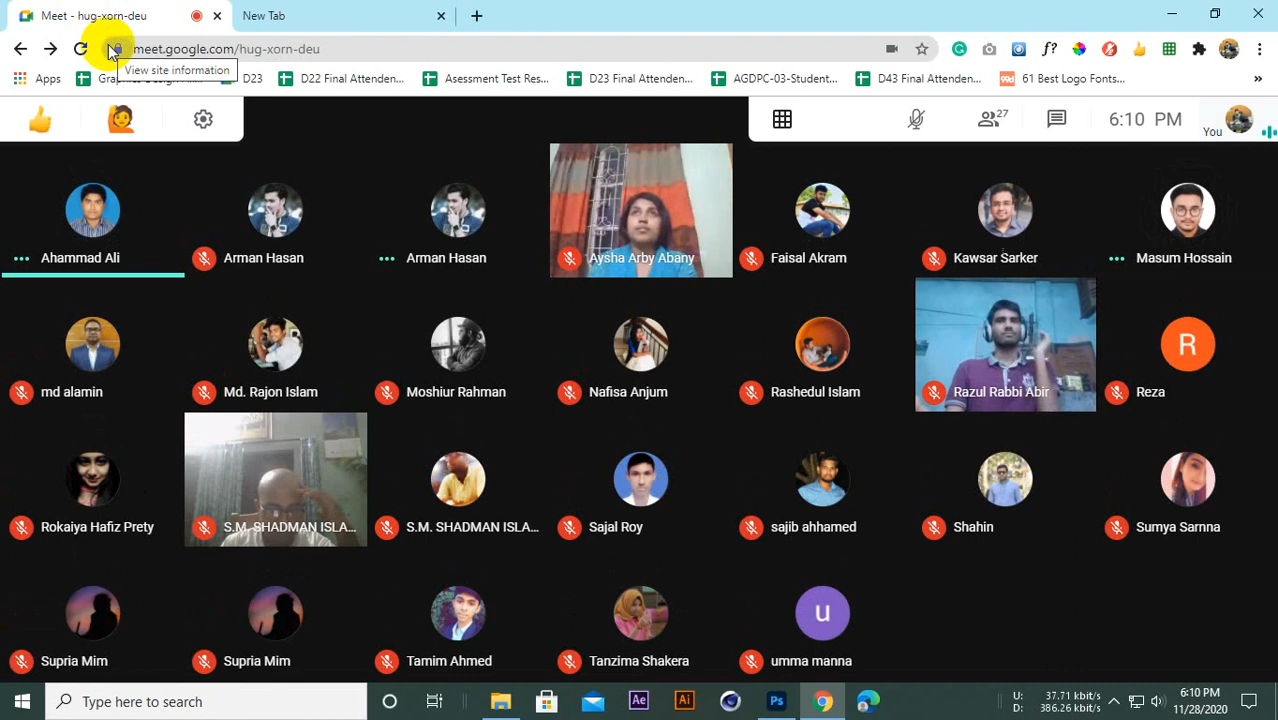 Meet - hug-xorn-deu
New Tab
meet.google.com/hug-xorn-deu
View site information
Apps
D23
D22 Final Attenden...
Asessment Test Res...
D23 Final Attenden...
AGDPC-03-Student...
D43 Final Attenden...
99d
61 Best Logo Fonts...
»
f?
27
6:10 PM
You
Ahammad Ali
Arman Hasan
Arman Hasan
Aysha Arby Abany
Faisal Akram
Kawsar Sarker
Masum Hossain
md alamin
Md. Rajon Islam
Moshiur Rahman
Nafisa Anjum
Rashedul Islam
Razul Rabbi Abir
R
Reza
Rokaiya Hafiz Prety
S.M. SHADMAN ISLA...
S.M. SHADMAN ISLA...
Sajal Roy
sajib ahhamed
Shahin
Sumya Sarnna
Supria Mim
Supria Mim
Tamim Ahmed
Tanzima Shakera
u
umma manna
Type here to search
Ae
Ai
Ps
U: 37.71 kbit/s
D: 386.26 kbit/s
6:10 PM
11/28/2020